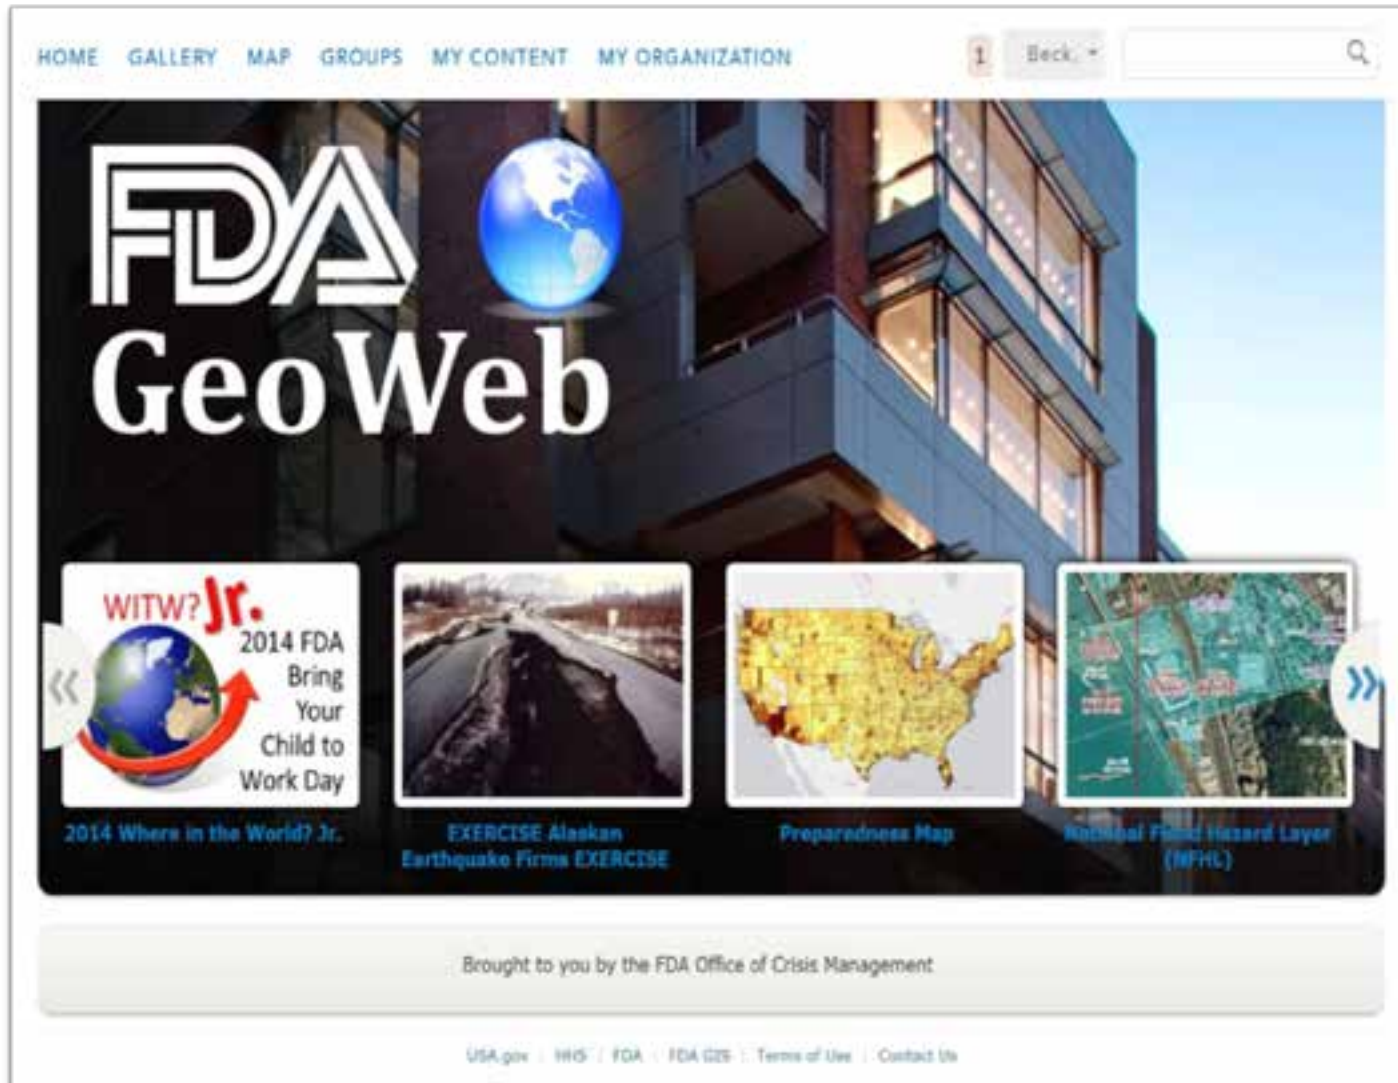 HOME GALLERY MAP GROUPS MY CONTENT MY ORGANIZATION 1 Beck.
FDA
GeoWeb
WITW? Jr.
2014 FDA
Bring
Your
Child to
Work Day
2014 Where in the World? Jr.
EXERCISE Alaskan
Earthquake Firms EXERCISE
Preparedness Map
National Flood Hazard Layer
(NFHL)
Brought to you by the FDA Office of Crisis Management
USA.gov | HHS | FDA | FDA GIS | Terms of Use | Contact Us